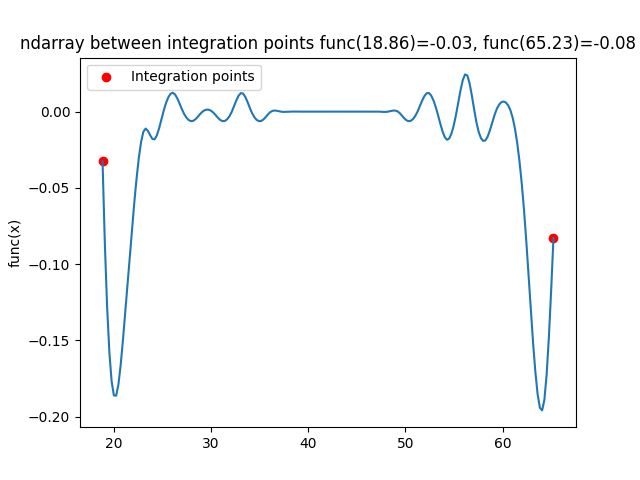 ndarray between integration points func(18.86)=-0.03, func(65.23)=-0.08
Integration points
func(x)
0.00
−0.05
−0.10
−0.15
−0.20
20 30 40 50 60